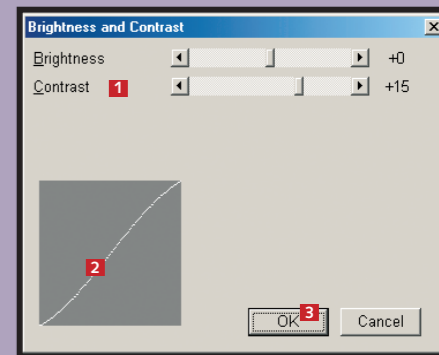 Brightness and Contrast
Brightness +0
Contrast 1 +15
2
OK 3 Cancel